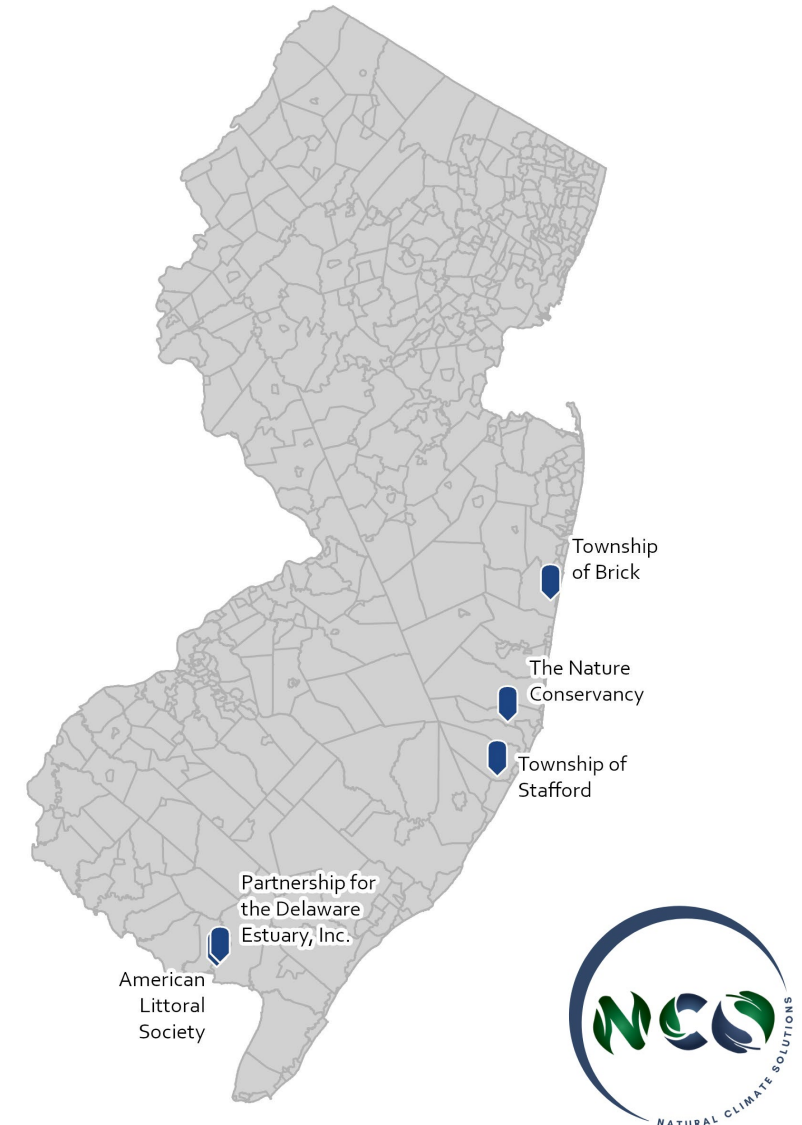 Township
of Brick
The Nature
Conservancy
Township of
Stafford
Partnership for
the Delaware
Estuary, Inc.
American
Littoral
Society
NCS
NATURAL CLIMATE SOLUTIONS